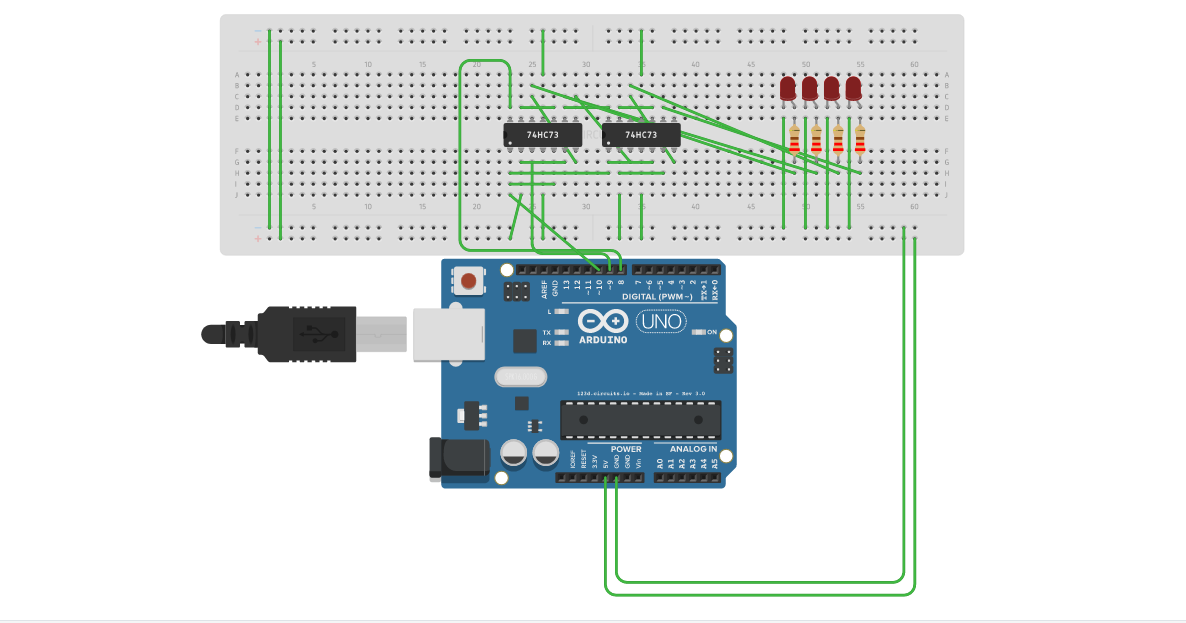 − −
+ +
5 10 15 20 25 30 35 40 45 50 55 60
A A
B B
C C
D D
E E
74HC73 74HC73
F F
G G
H H
I I
J J
5 10 15 20 25 30 35 40 45 50 55 60
− −
+ +
AREF GND 13 12 ~11 ~10 ~9 8 7 ~6 ~5 4 ~3 2 TX→1 RX←0
DIGITAL (PWM~)
L
TX
RX
− +
UNO
ON
ARDUINO
123d.circuits.io - Made in SF - Rev 3.0
POWER ANALOG IN
IOREF RESET 3.3V 5V GND GND Vin A0 A1 A2 A3 A4 A5